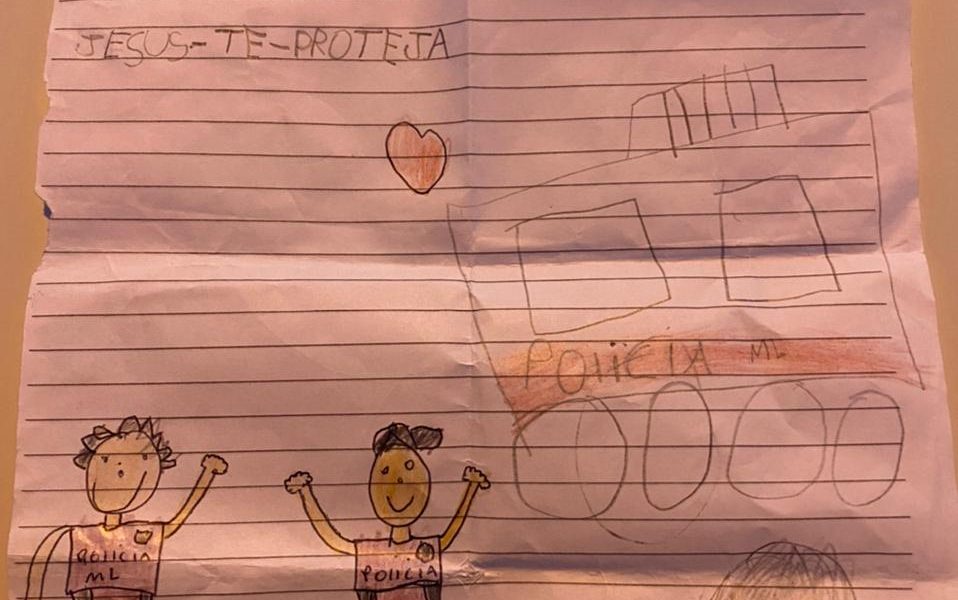 JESUS-TE-PROTEJA
POliCIA ML
POLICIA
ML
POLICIA